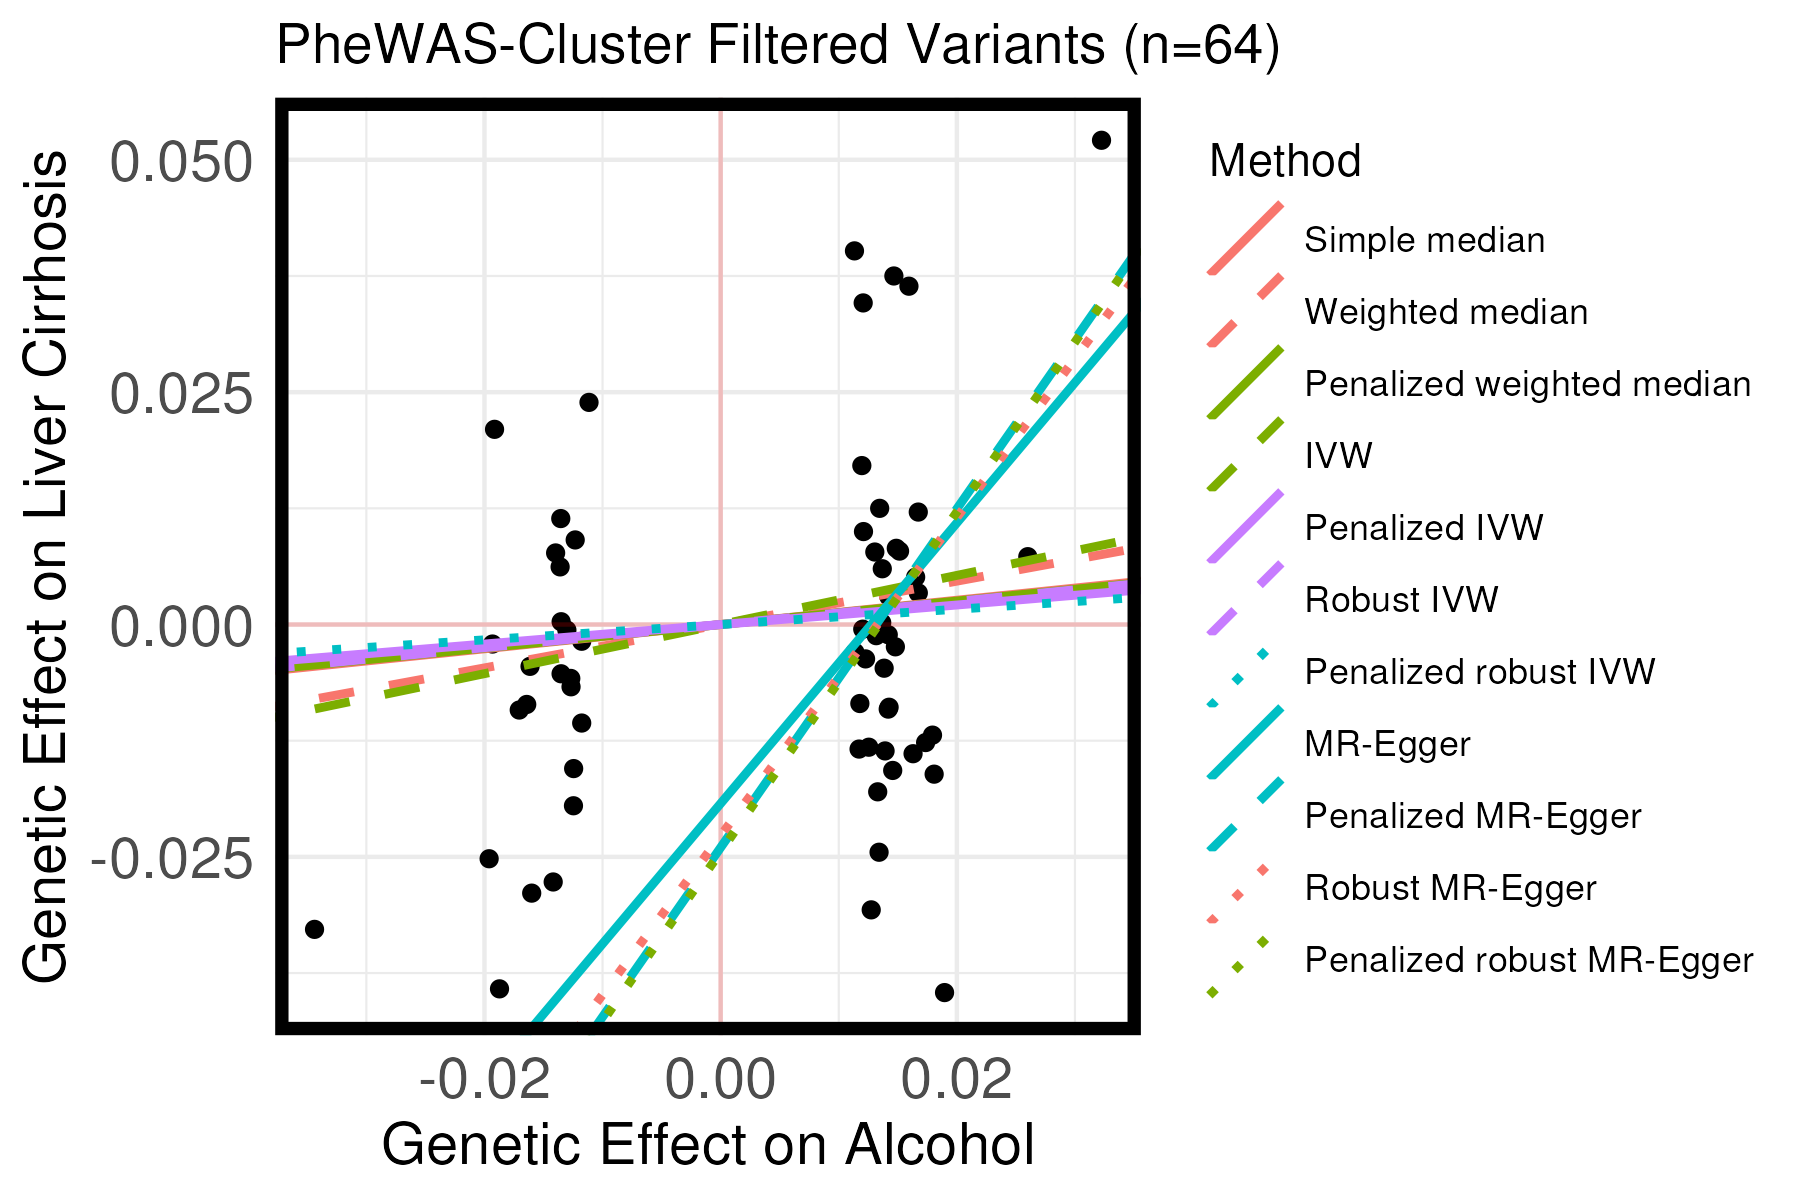 PheWAS-Cluster Filtered Variants (n=64)
Genetic Effect on Liver Cirrhosis
0.050
0.025
0.000
-0.025
-0.02
0.00
0.02
Genetic Effect on Alcohol
Method
Simple median
Weighted median
Penalized weighted median
IVW
Penalized IVW
Robust IVW
Penalized robust IVW
MR-Egger
Penalized MR-Egger
Robust MR-Egger
Penalized robust MR-Egger